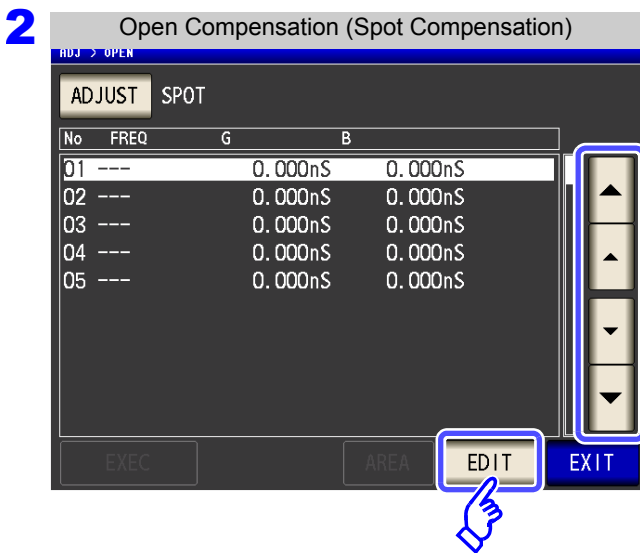 2
Open Compensation (Spot Compensation)
ADJ > OPEN
ADJUST SPOT
No FREQ G B
01 --- 0.000nS 0.000nS
02 --- 0.000nS 0.000nS
03 --- 0.000nS 0.000nS
04 --- 0.000nS 0.000nS
05 --- 0.000nS 0.000nS
EXEC AREA EDIT EXIT